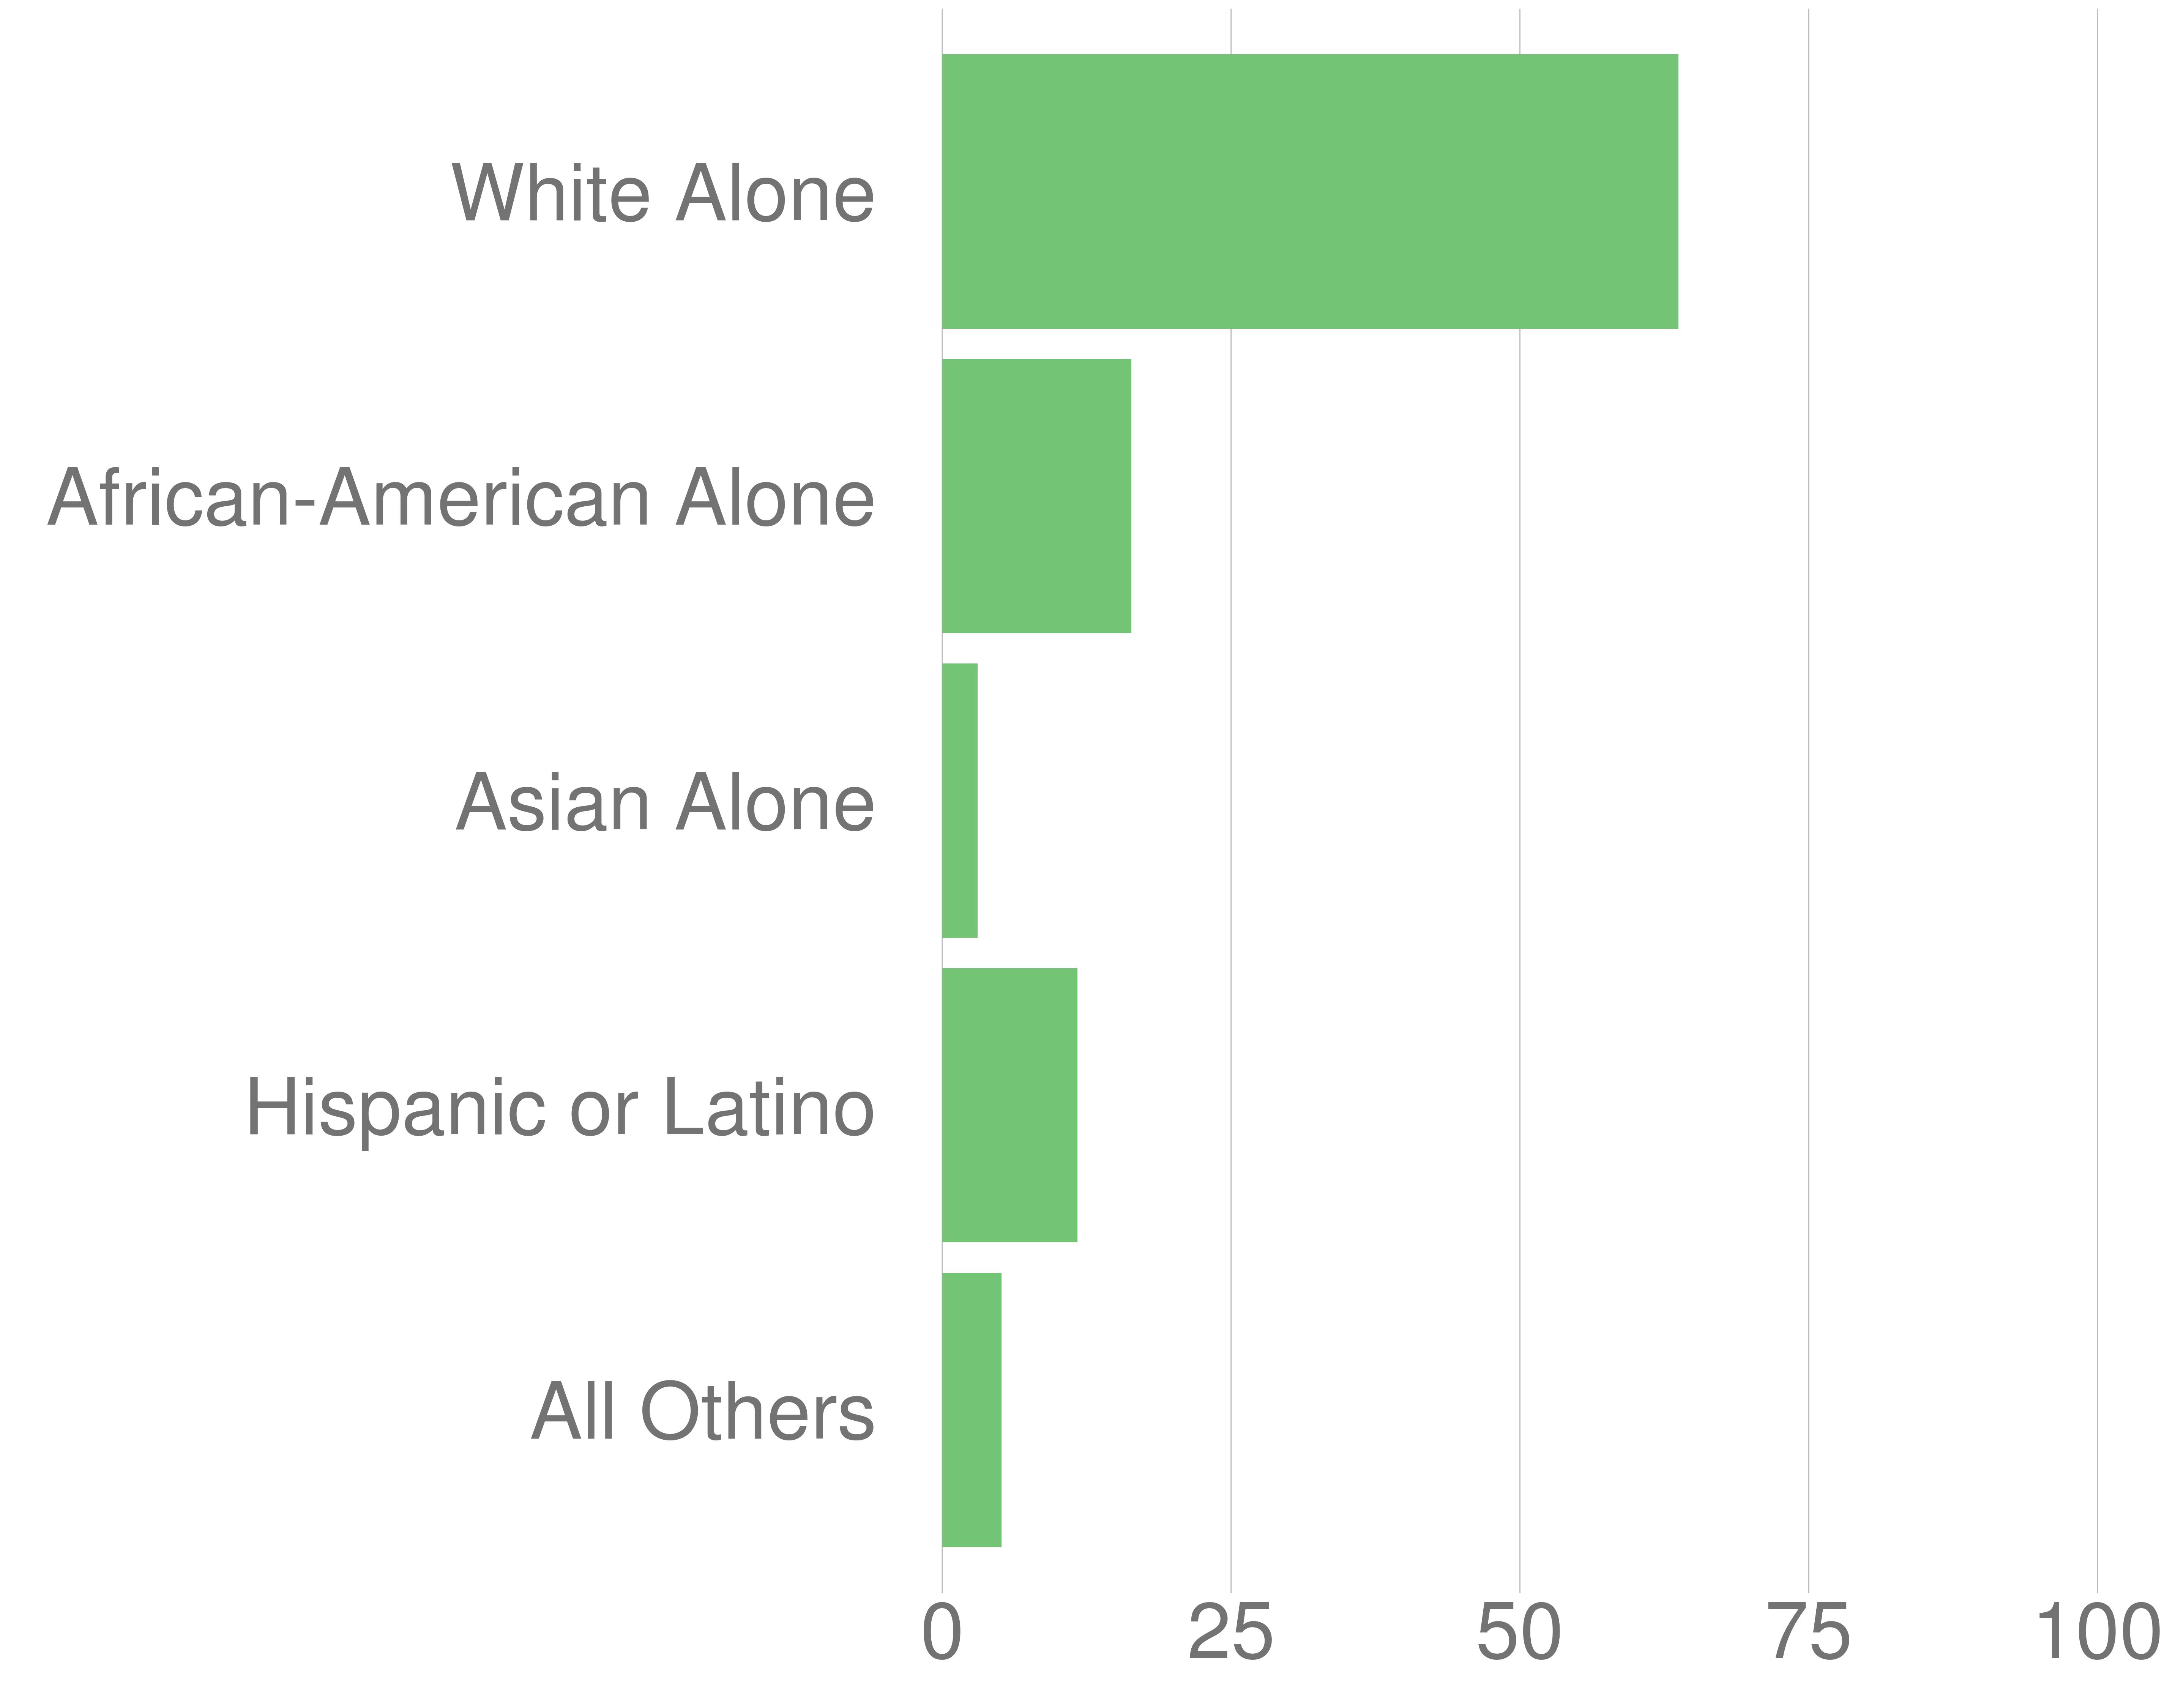 White Alone
African-American Alone
Asian Alone
Hispanic or Latino
All Others
0 25 50 75 100